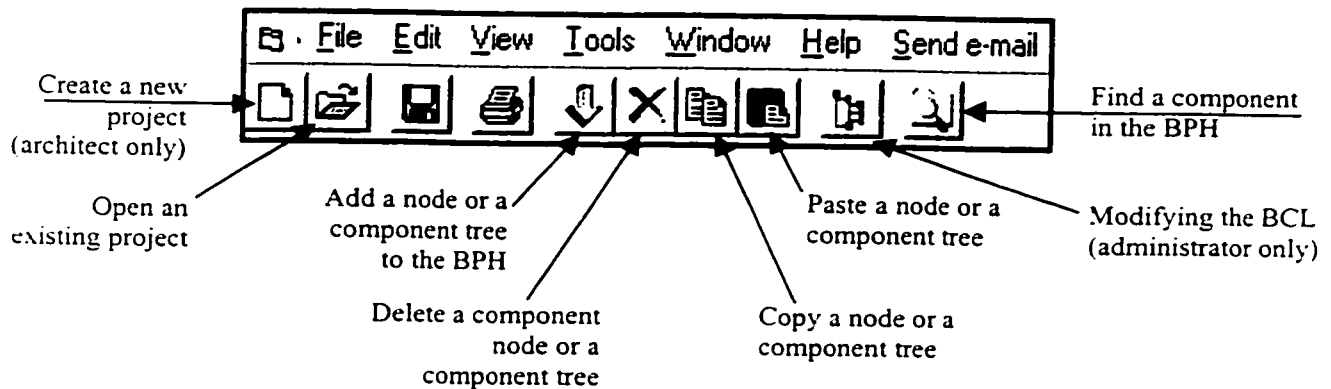 File Edit View Tools Window Help Send e-mail
Create a new
project
(architect only)
Open an
existing project
Add a node or a
component tree
to the BPH
Delete a component
node or a
component tree
Copy a node or a
component tree
Paste a node or a
component tree
Modifying the BCL
(administrator only)
Find a component
in the BPH